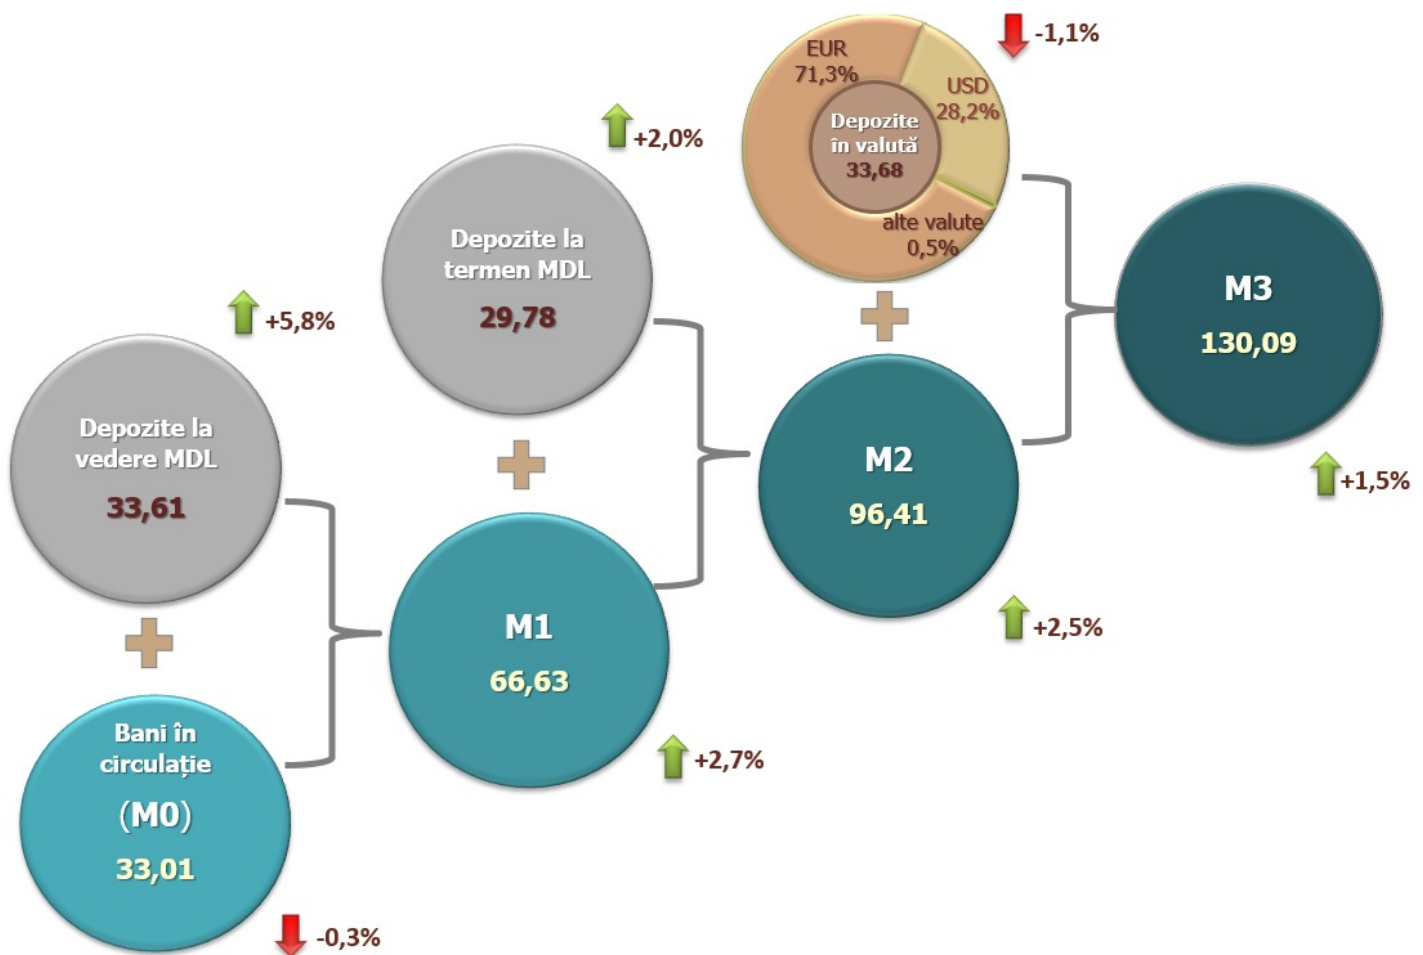 EUR
71,3%
USD
28,2%
Depozite
în valută
33,68
alte valute
0,5%
-1,1%
+2,0%
Depozite la
termen MDL
29,78
M3
130,09
+1,5%
+5,8%
Depozite la
vedere MDL
33,61
M2
96,41
+2,5%
M1
66,63
+2,7%
Bani în
circulație
(M0)
33,01
-0,3%